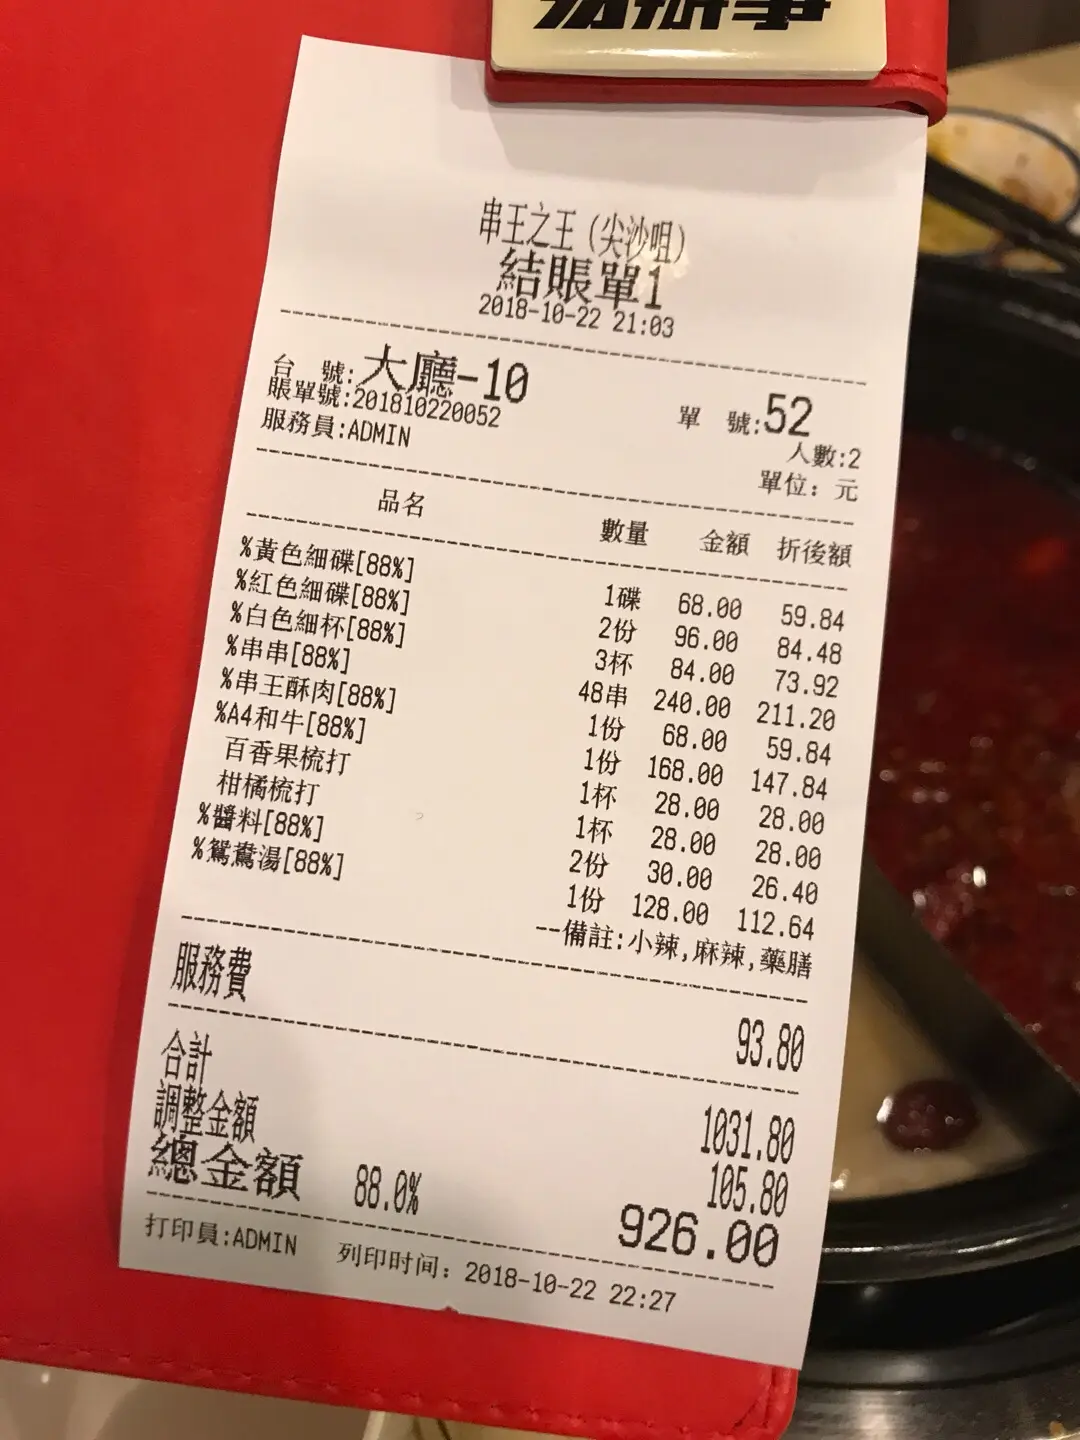 串王之王（尖沙咀）
結賬單1
2018-10-22 21:03
台 號:大廳-10 單 號:52
賬單號:201810220052 人數:2
服務員:ADMIN 單位：元
品名 數量 金額 折後額
%黃色細碟[88%] 1碟 68.00 59.84
%紅色細碟[88%] 2份 96.00 84.48
%白色細杯[88%] 3杯 84.00 73.92
%串串[88%] 48串 240.00 211.20
%串王酥肉[88%] 1份 68.00 59.84
%A4和牛[88%] 1份 168.00 147.84
百香果梳打 1杯 28.00 28.00
柑橘梳打 1杯 28.00 28.00
%醬料[88%] 2份 30.00 26.40
%鴛鴦湯[88%] 1份 128.00 112.64
--備註:小辣,麻辣,藥膳
服務費 93.80
合計 1031.80
調整金額 105.80
總金額 88.0% 926.00
打印員:ADMIN 列印时间：2018-10-22 22:27